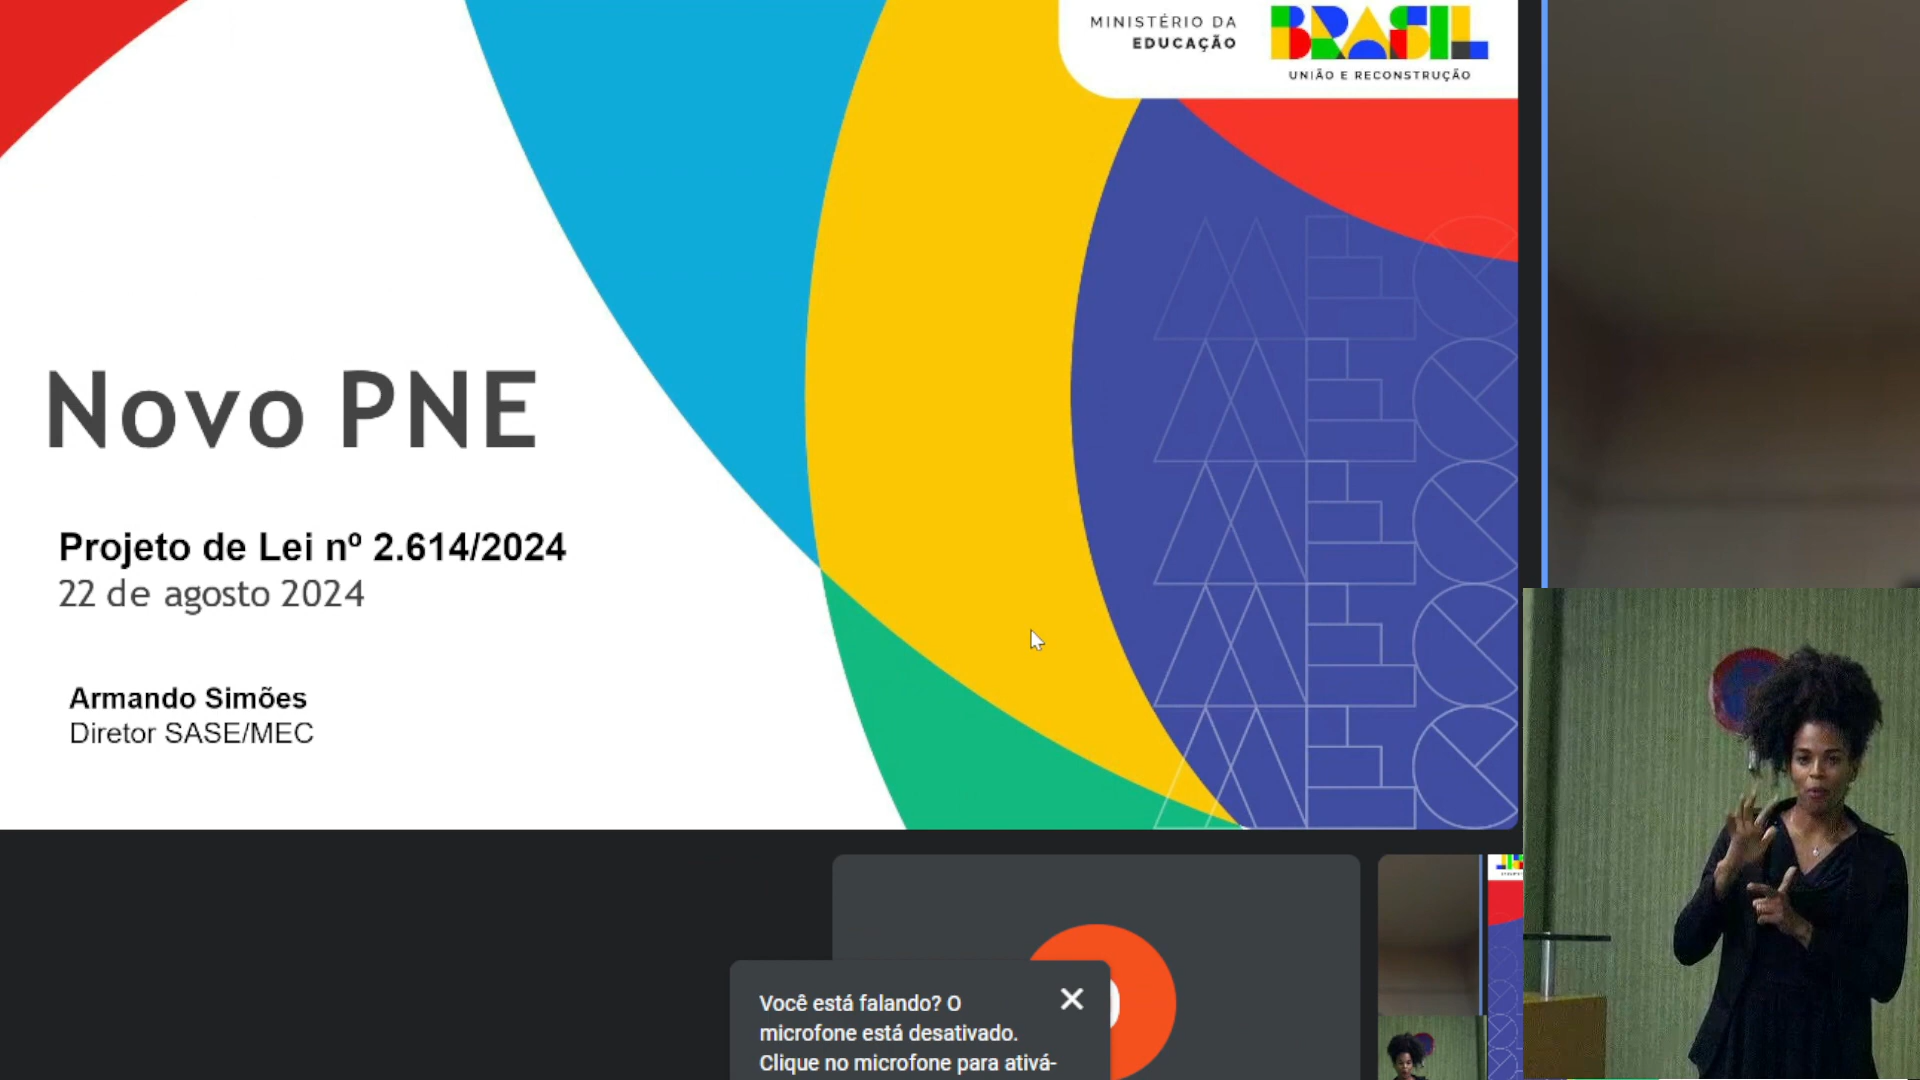 MINISTÉRIO DA
EDUCAÇÃO
BRASIL
UNIÃO E RECONSTRUÇÃO
Novo PNE
Projeto de Lei nº 2.614/2024
22 de agosto 2024
Armando Simões
Diretor SASE/MEC
Você está falando? O
microfone está desativado.
Clique no microfone para ativá-